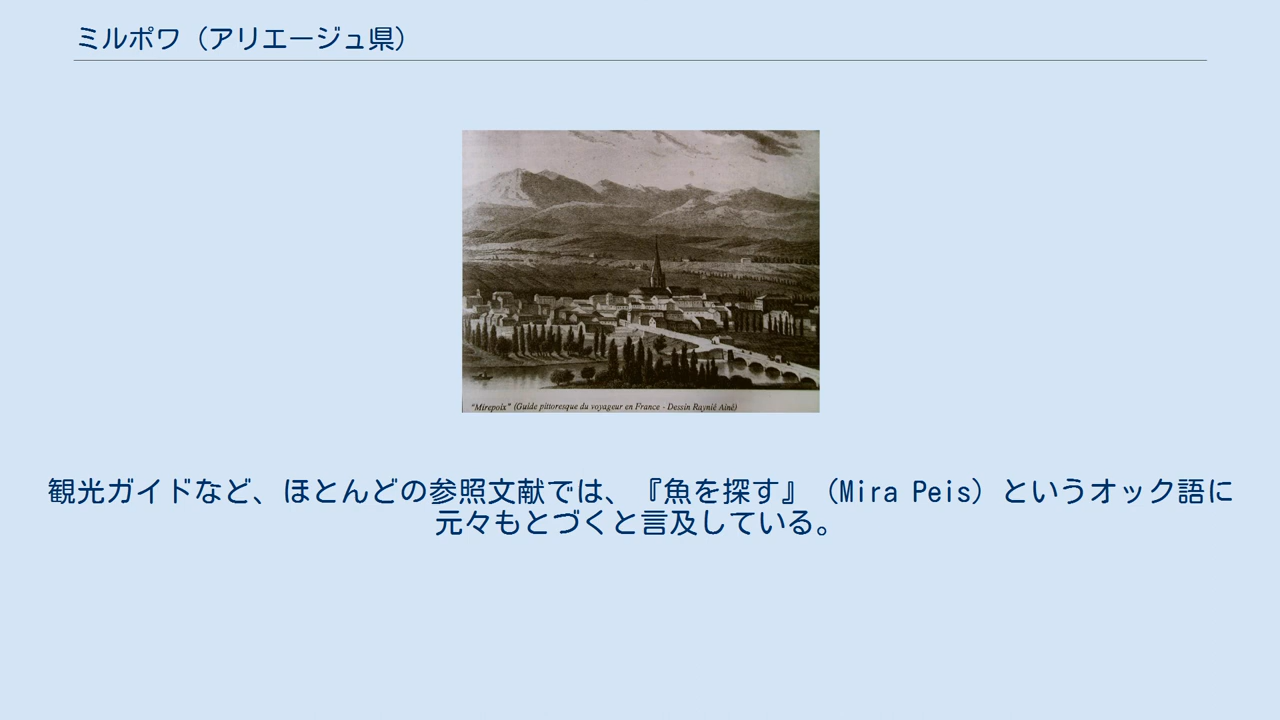 ミルポワ（アリエージュ県）
"Mirepoix" (Guide pittoresque du voyageur en France - Dessin Raynié Ainé)
観光ガイドなど、ほとんどの参照文献では、『魚を探す』（Mira Peis）というオック語に
元々もとづくと言及している。